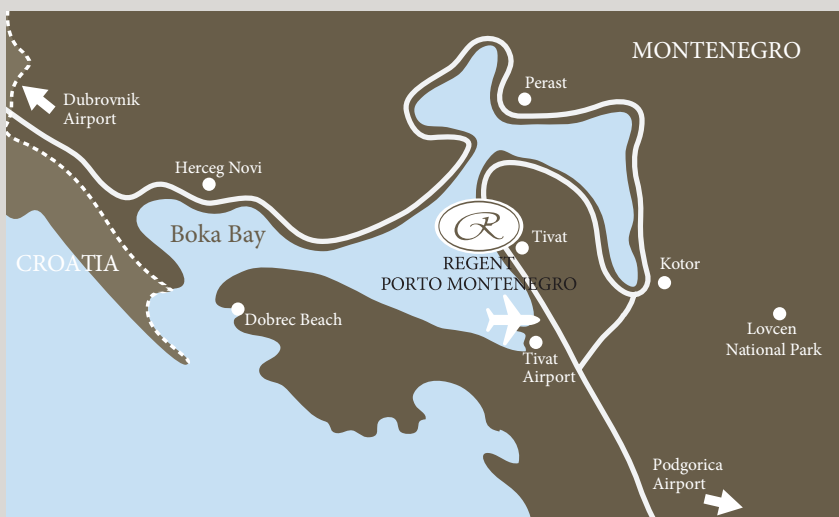 MONTENEGRO
Perast
Dubrovnik
Airport
Herceg Novi
Boka Bay
R
Tivat
CROATIA
REGENT
PORTO MONTENEGRO
Kotor
Dobrec Beach
Lovcen
National Park
Tivat
Airport
Podgorica
Airport